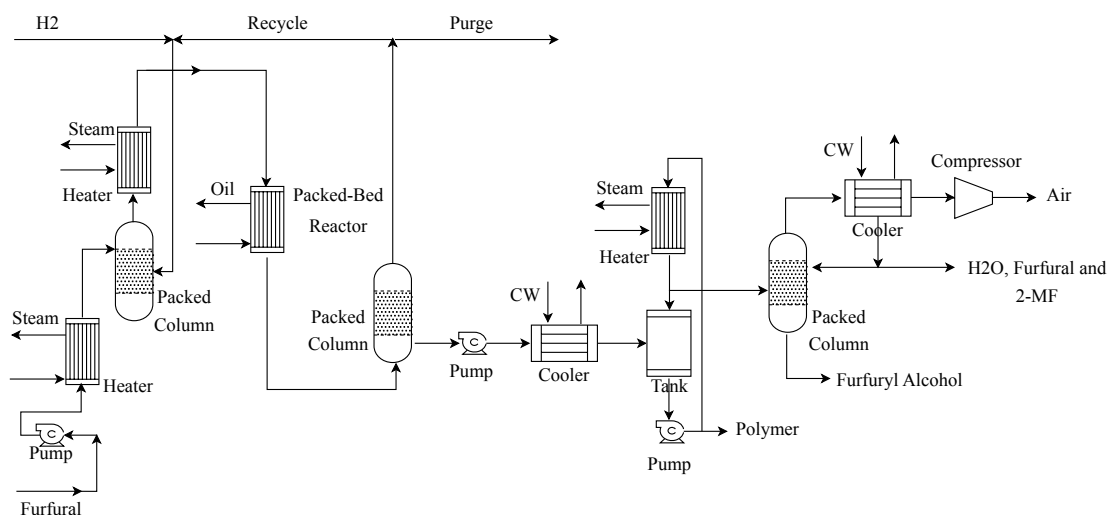 H2
Recycle
Purge
Steam
Heater
Oil
Packed-Bed
Reactor
Packed
Column
Steam
Heater
Pump
Furfural
Packed
Column
Pump
CW
Cooler
Steam
Heater
Tank
Pump
Polymer
CW
Cooler
Compressor
Air
H2O, Furfural and
2-MF
Packed
Column
Furfuryl Alcohol
C
C
C